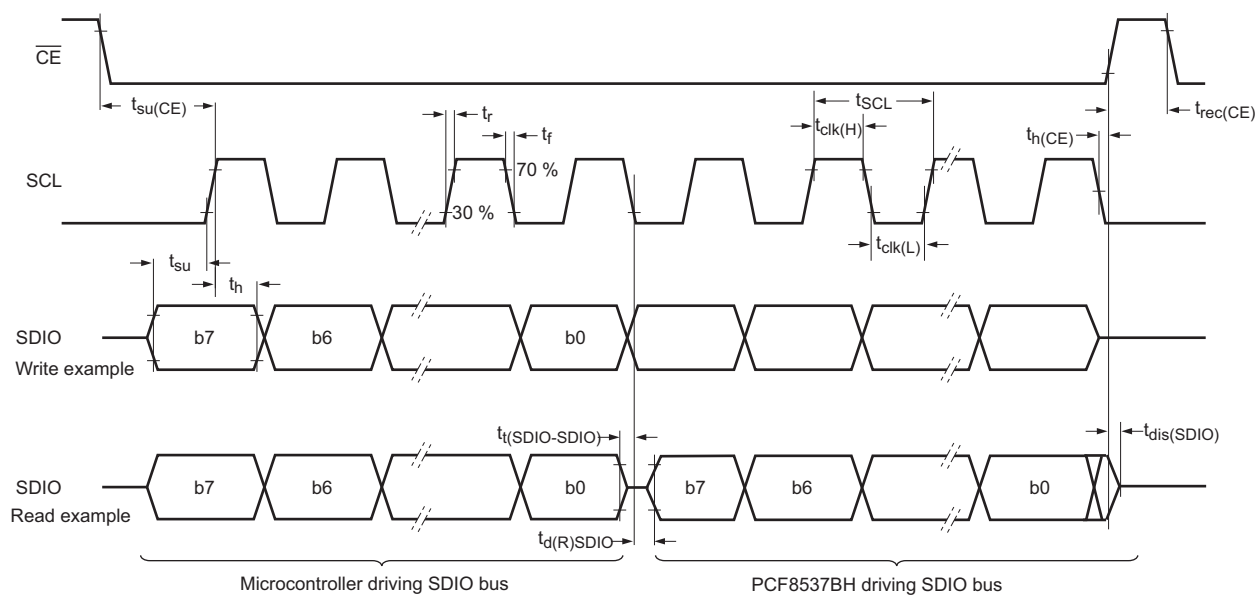 CE
tsu(CE)
tr
tf
tSCL
tclk(H)
trec(CE)
th(CE)
SCL
70 %
30 %
tclk(L)
tsu
th
SDIO
Write example
b7
b6
b0
tt(SDIO-SDIO)
tdis(SDIO)
SDIO
Read example
b7
b6
b0
b7
b6
b0
td(R)SDIO
Microcontroller driving SDIO bus
PCF8537BH driving SDIO bus